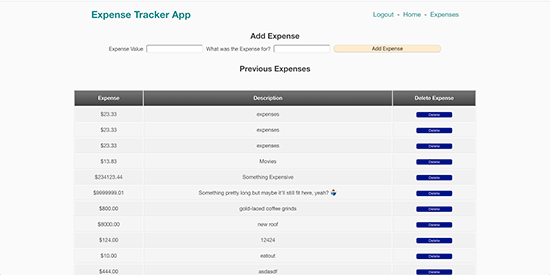 Expense Tracker App
Logout - Home - Expenses
Add Expense
Expense Value What was the Expense for? Add Expense
Previous Expenses
Expense Description Delete Expense
$23.33 expenses Delete
$23.33 expenses Delete
$23.33 expenses Delete
$13.83 Movies Delete
$234123.44 Something Expensive Delete
$9999999.01 Something pretty long but maybe it'll still fit here, yeah? Delete
$800.00 gold-laced coffee grinds Delete
$8000.00 new roof Delete
$124.00 12424 Delete
$10.00 eatout Delete
$444.00 asdasdf Delete